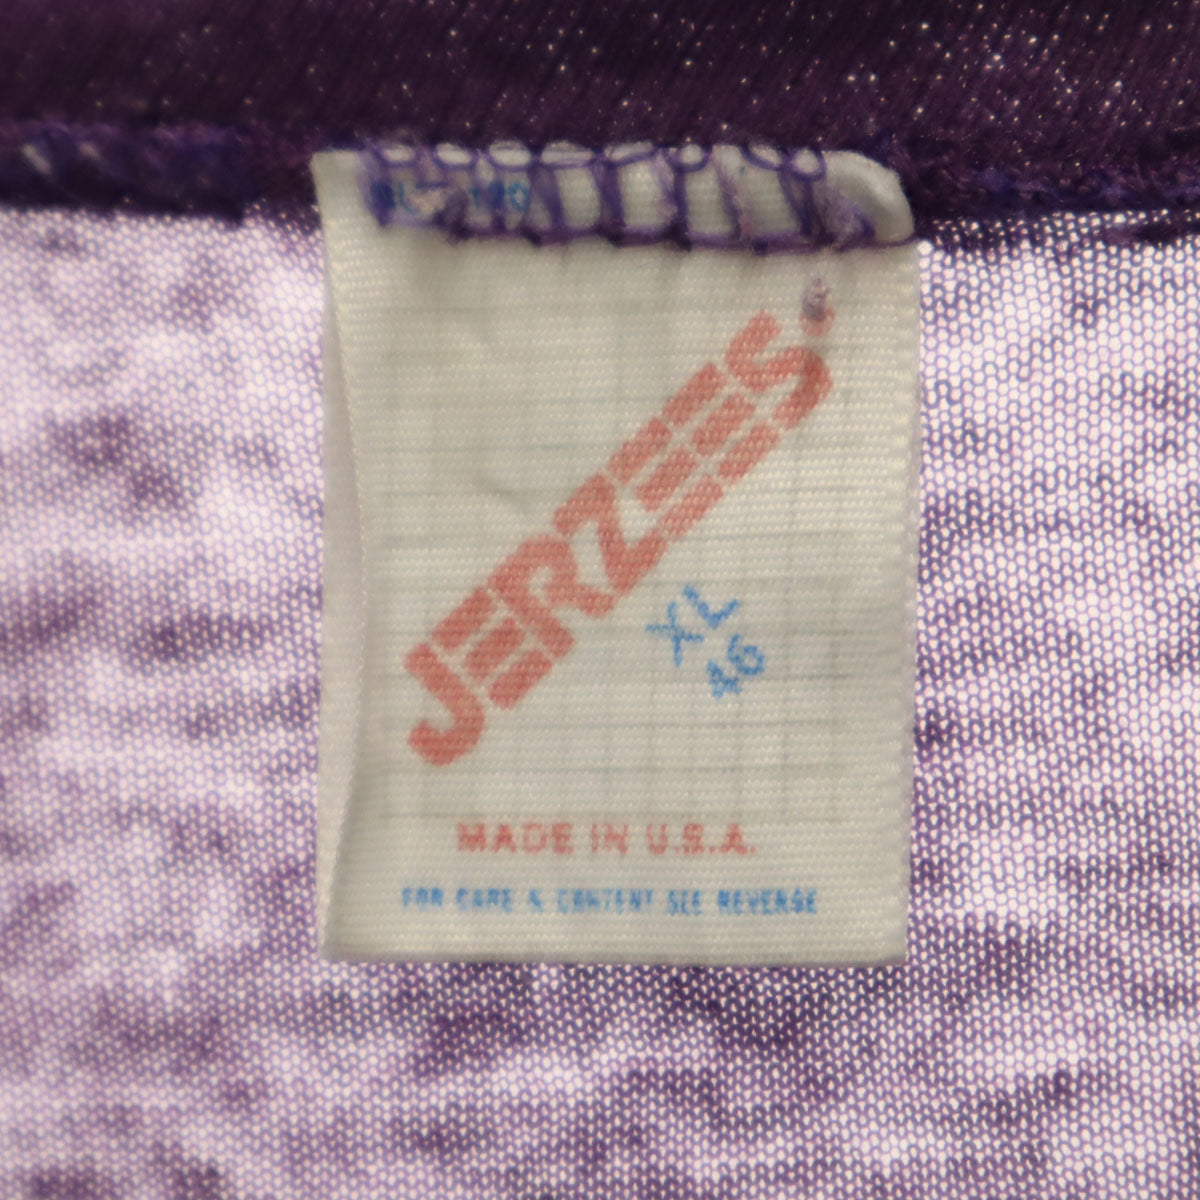 JERZEES
XL
46
MADE IN U.S.A.
FOR CARE & CONTENT SEE REVERSE